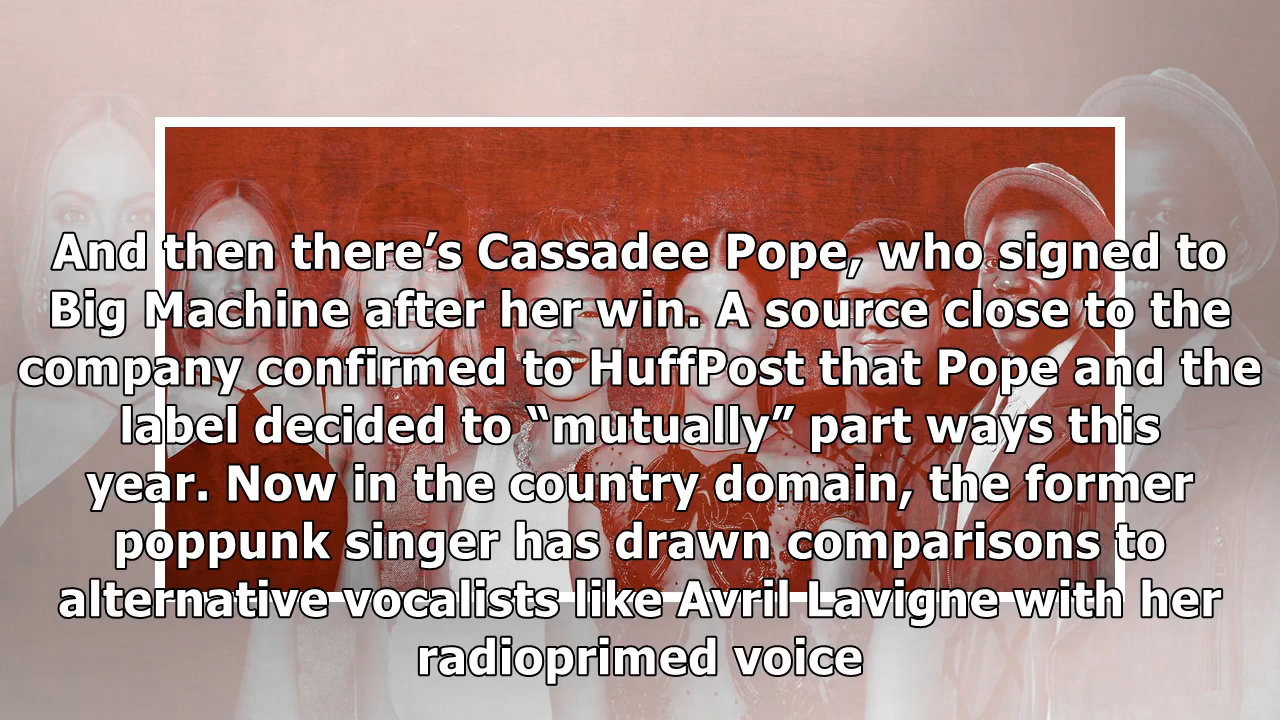 And then there’s Cassadee Pope, who signed to
Big Machine after her win. A source close to the
company confirmed to HuffPost that Pope and the
label decided to “mutually” part ways this
year. Now in the country domain, the former
poppunk singer has drawn comparisons to
alternative vocalists like Avril Lavigne with her
radioprimed voice